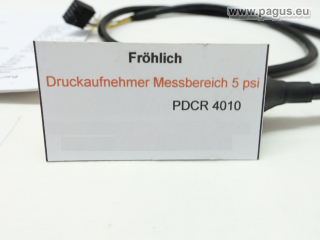 © www.pagus.eu
Fröhlich
Druckaufnehmer Messbereich 5 psi
PDCR 4010